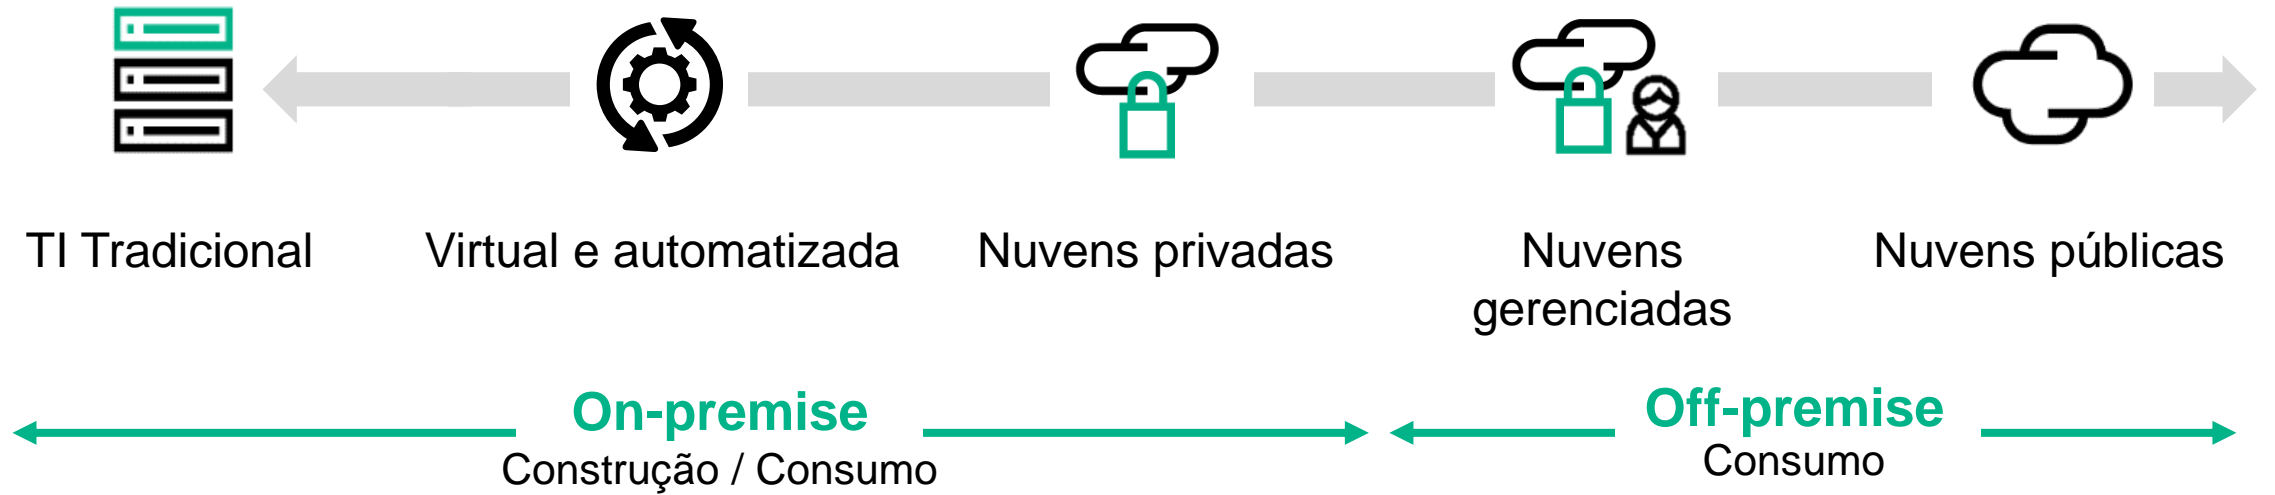 TI Tradicional
Virtual e automatizada
Nuvens privadas
Nuvens
gerenciadas
Nuvens públicas
On-premise
Construção / Consumo
Off-premise
Consumo